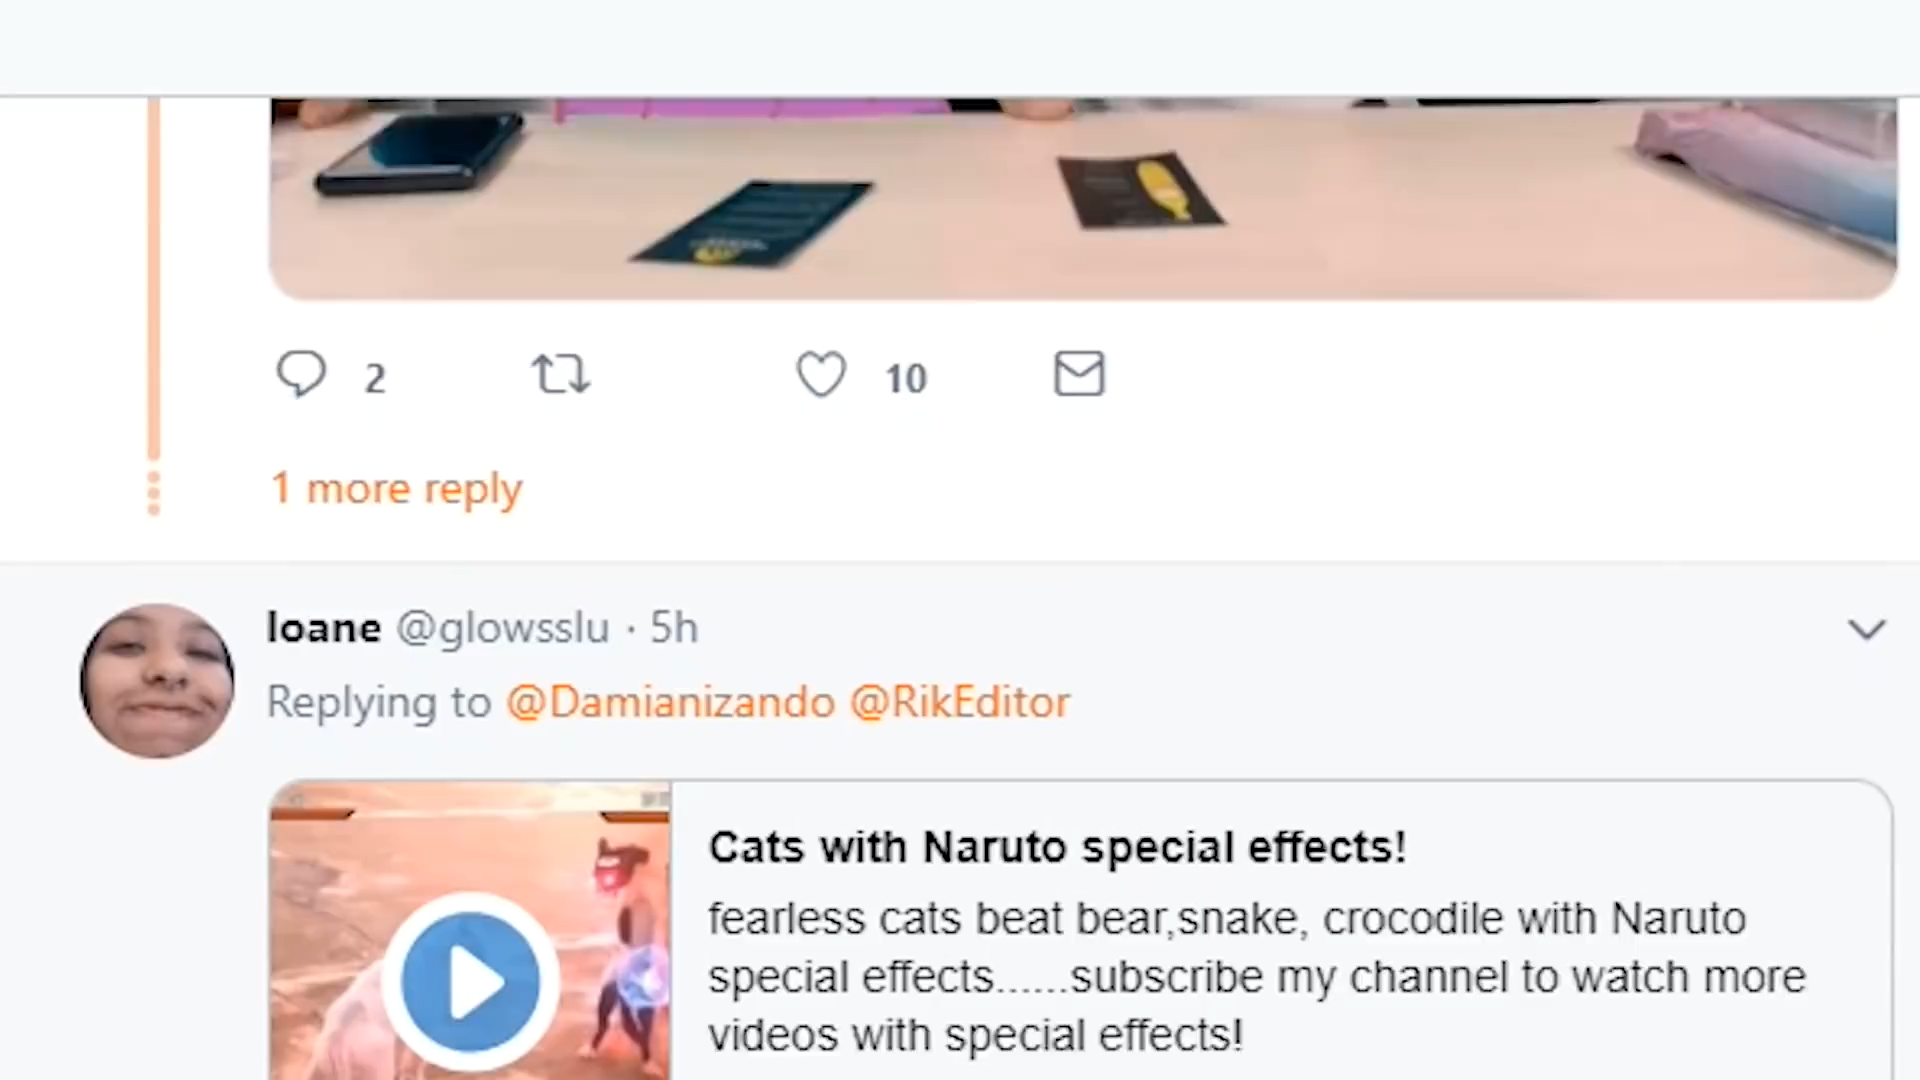 2
10
1 more reply
loane @glowsslu · 5h
Replying to @Damianizando @RikEditor
Cats with Naruto special effects!
fearless cats beat bear,snake, crocodile with Naruto
special effects......subscribe my channel to watch more
videos with special effects!